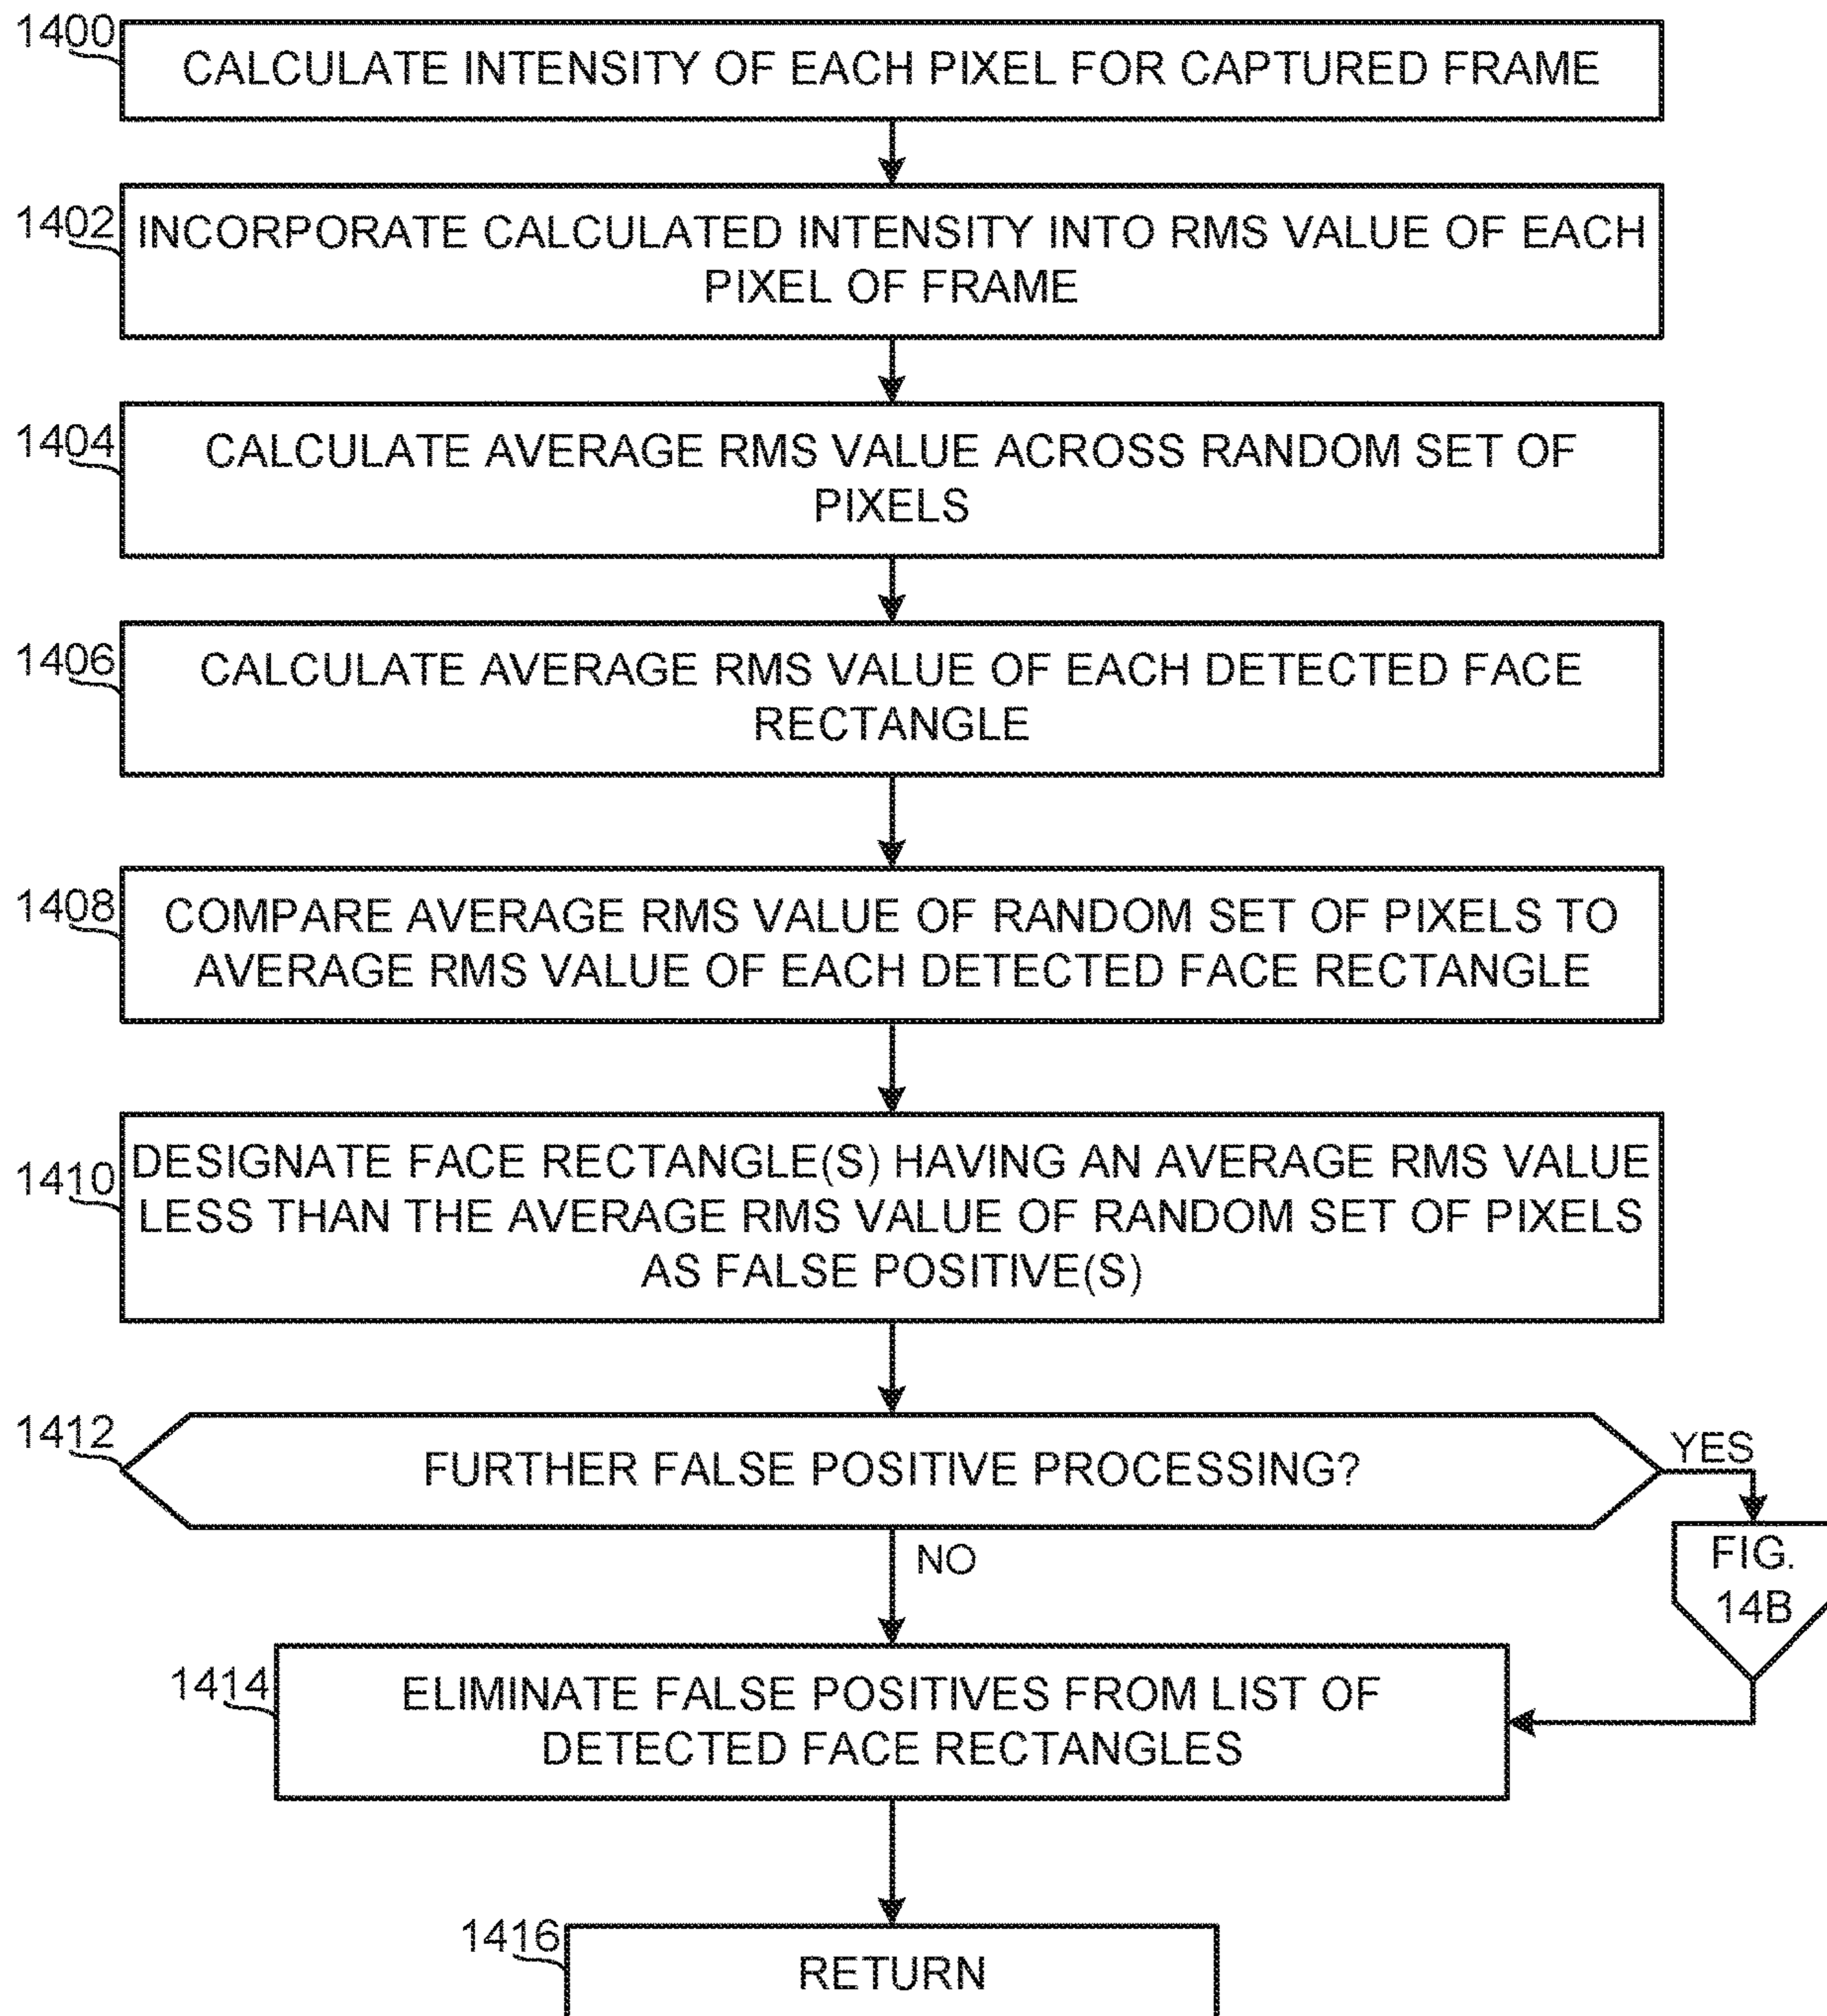 1400
CALCULATE INTENSITY OF EACH PIXEL FOR CAPTURED FRAME
1402
INCORPORATE CALCULATED INTENSITY INTO RMS VALUE OF EACH
PIXEL OF FRAME
1404
CALCULATE AVERAGE RMS VALUE ACROSS RANDOM SET OF
PIXELS
1406
CALCULATE AVERAGE RMS VALUE OF EACH DETECTED FACE
RECTANGLE
1408
COMPARE AVERAGE RMS VALUE OF RANDOM SET OF PIXELS TO
AVERAGE RMS VALUE OF EACH DETECTED FACE RECTANGLE
1410
DESIGNATE FACE RECTANGLE(S) HAVING AN AVERAGE RMS VALUE
LESS THAN THE AVERAGE RMS VALUE OF RANDOM SET OF PIXELS
AS FALSE POSITIVE(S)
1412
FURTHER FALSE POSITIVE PROCESSING?
YES
FIG.
14B
NO
1414
ELIMINATE FALSE POSITIVES FROM LIST OF
DETECTED FACE RECTANGLES
1416
RETURN